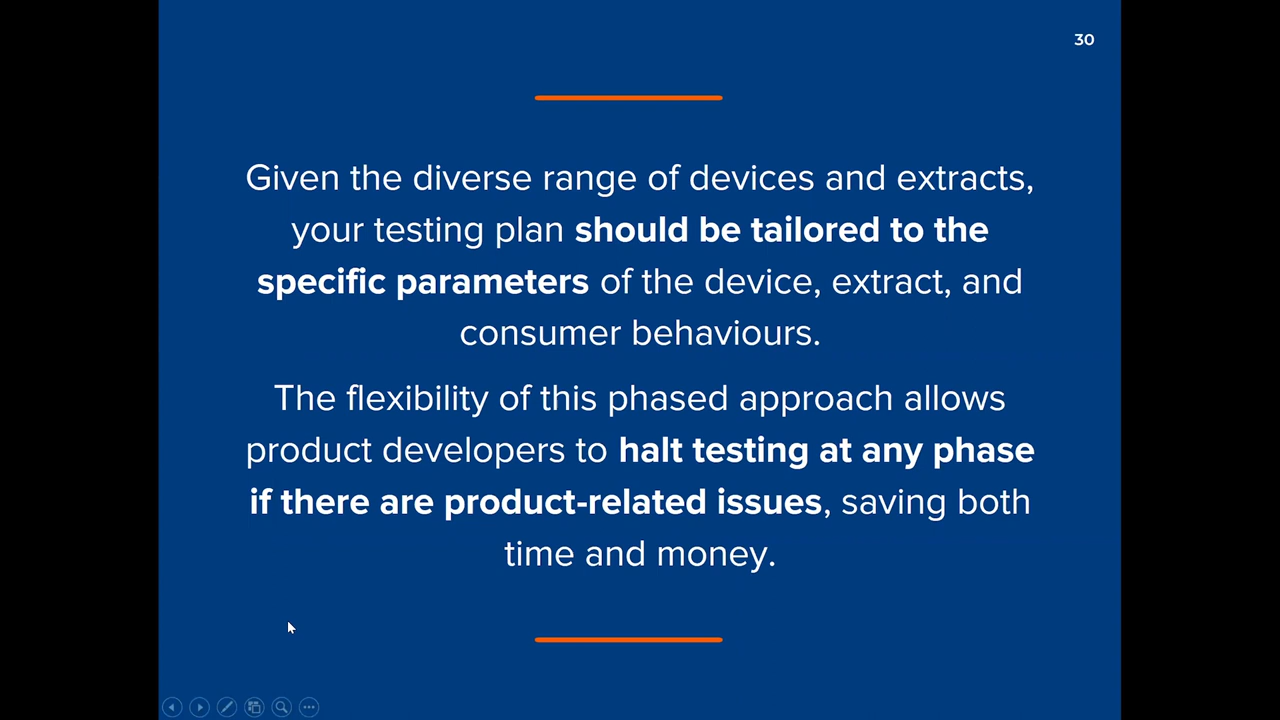 30
Given the diverse range of devices and extracts,
your testing plan should be tailored to the
specific parameters of the device, extract, and
consumer behaviours.
The flexibility of this phased approach allows
product developers to halt testing at any phase
if there are product-related issues, saving both
time and money.